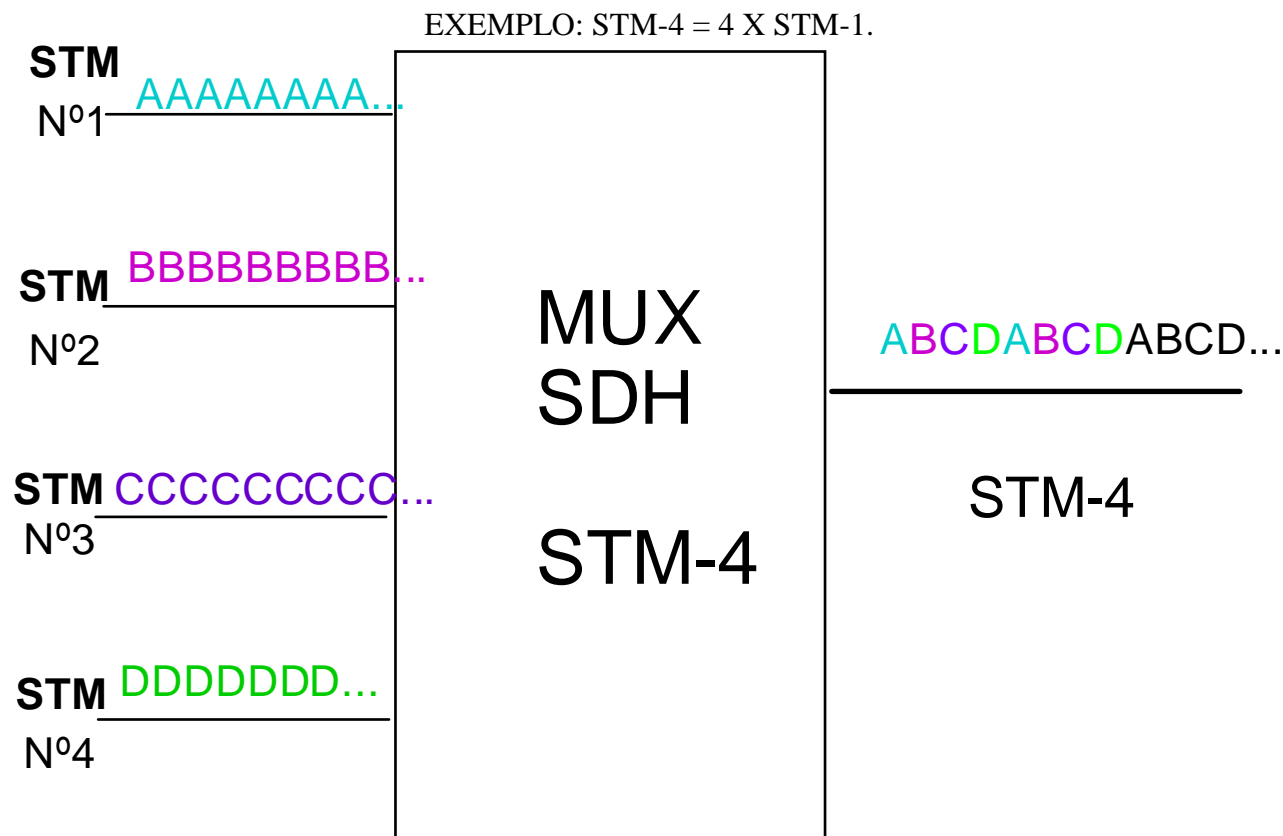 EXEMPLO: STM-4 = 4 X STM-1.
STM
Nº1
AAAAAAAA...
STM
Nº2
BBBBBBBBB...
STM
Nº3
CCCCCCCCC...
STM
Nº4
DDDDDDD...
MUX
SDH
STM-4
ABCDABCDABCD...
STM-4